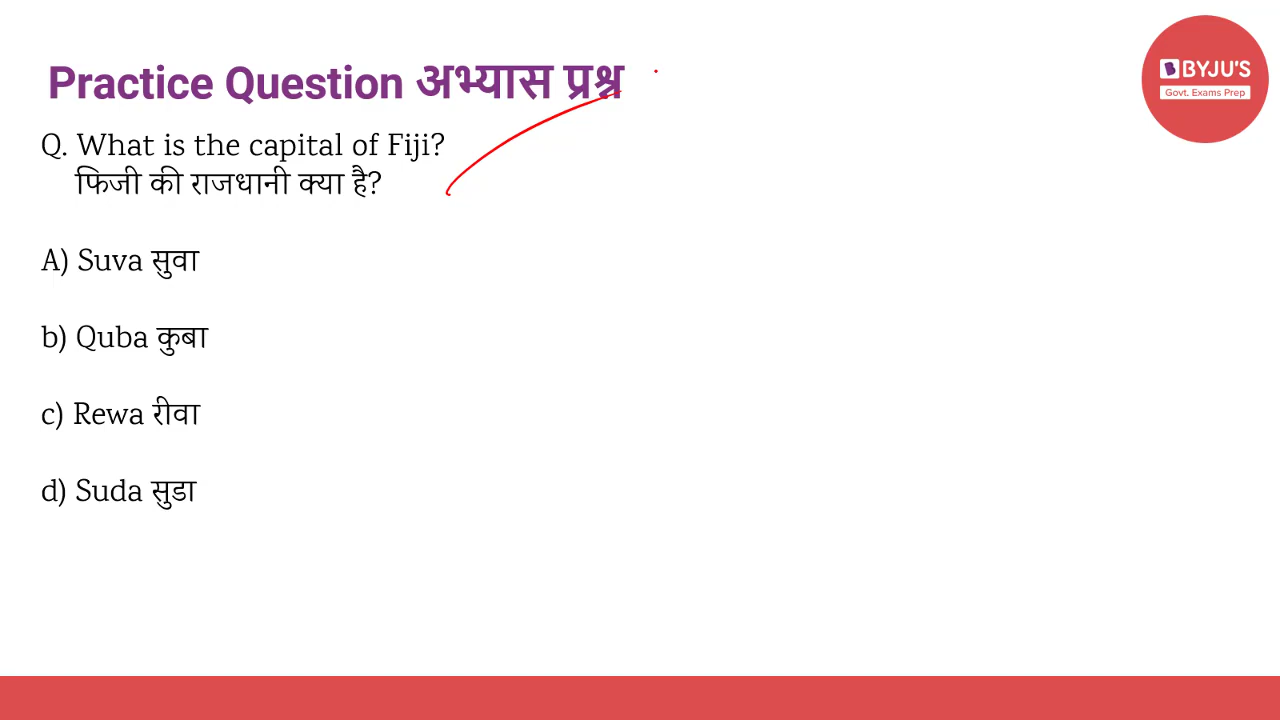 Practice Question अभ्यास प्रश्न
BYJU'S
Govt. Exams Prep
Q. What is the capital of Fiji?
फिजी की राजधानी क्या है?
A) Suva सुवा
b) Quba कुबा
c) Rewa रीवा
d) Suda सुडा